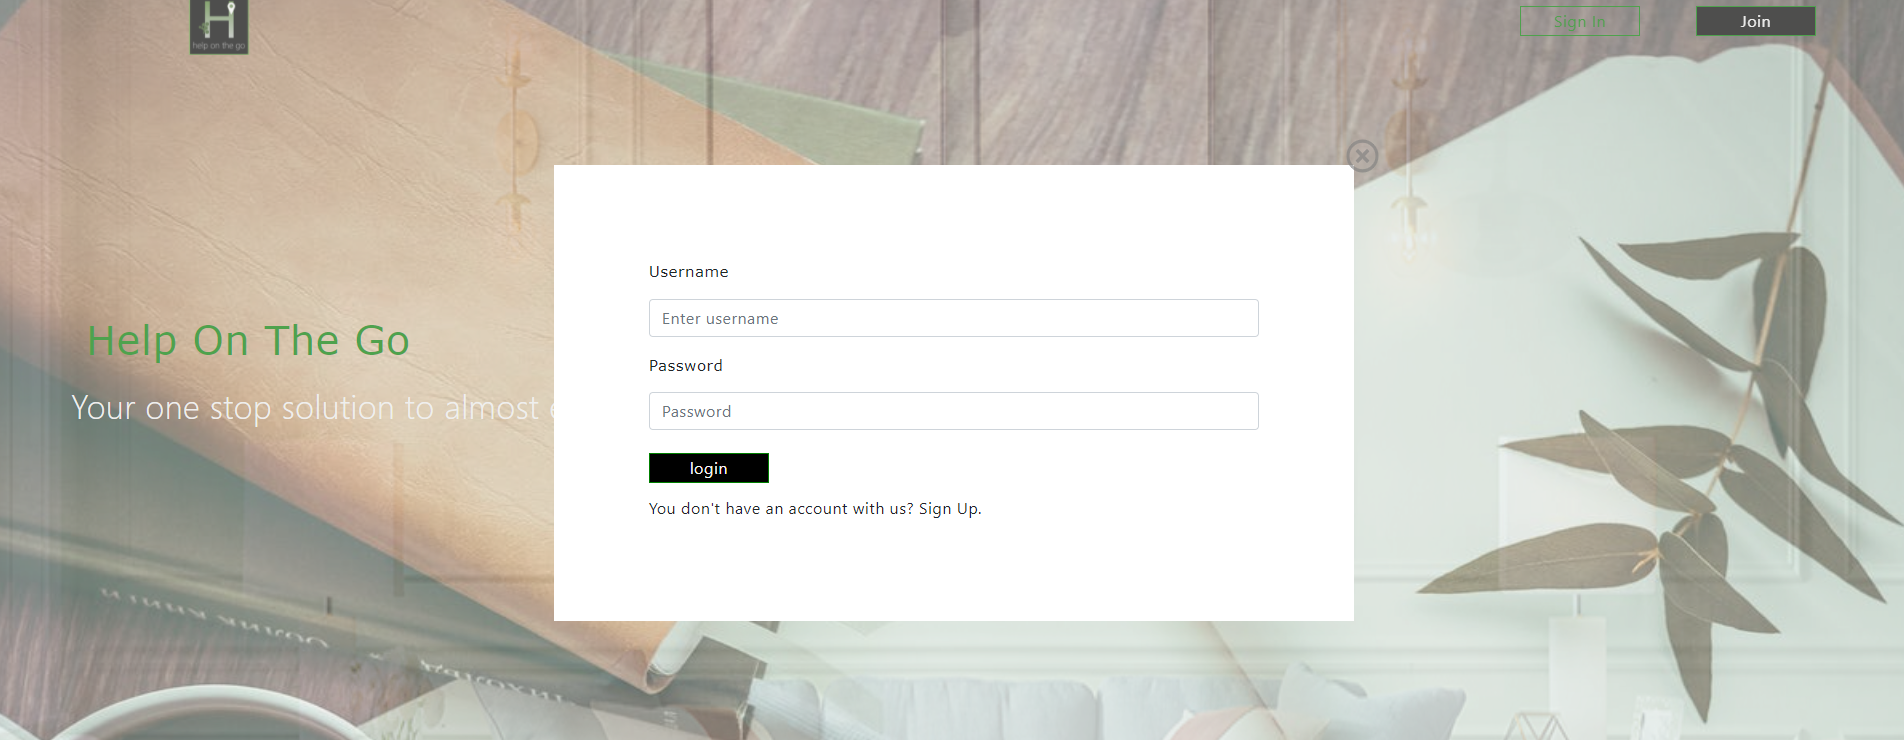 H
help on the go
Sign In
Join
Help On The Go
Your one stop solution to almost
Username
Enter username
Password
Password
login
You don't have an account with us? Sign Up.